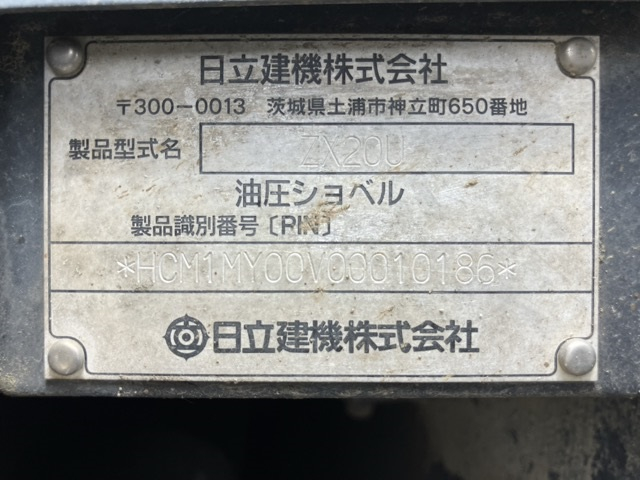 日立建機株式会社
〒300-0013 茨城県土浦市神立町650番地
製品型式名 ZX20U
油圧ショベル
製品識別番号〔PIN〕
*HCM1MY00V00010186*
日立建機株式会社